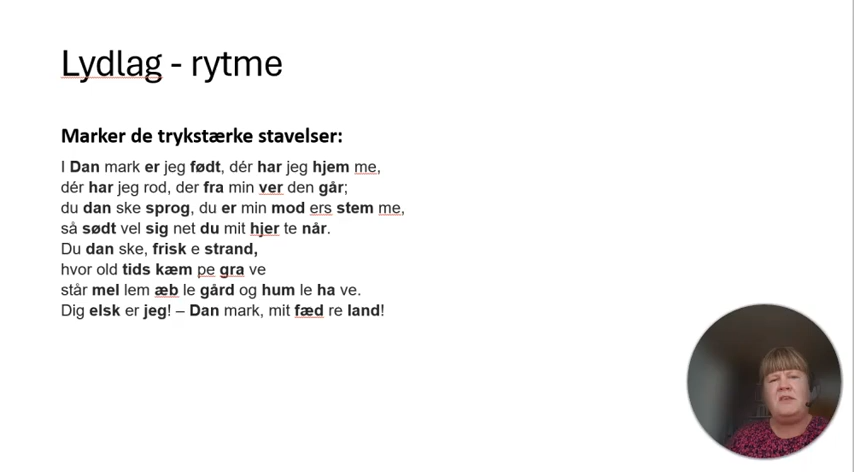 Lydlag - rytme
Marker de trykstærke stavelser:
I Dan mark er jeg født, dér har jeg hjem me,
dér har jeg rod, der fra min ver den går;
du dan ske sprog, du er min mod ers stem me,
så sødt vel sig net du mit hjer te når.
Du dan ske, frisk e strand,
hvor old tids kæm pe gra ve
står mel lem æb le gård og hum le ha ve.
Dig elsk er jeg! – Dan mark, mit fæd re land!